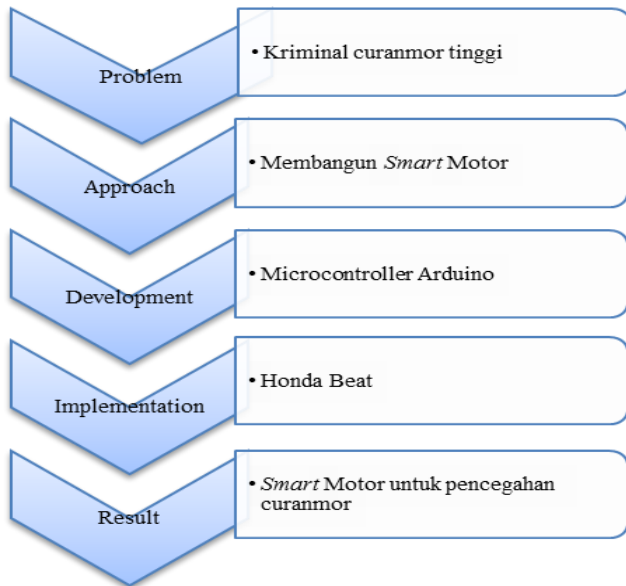 Problem
• Kriminal curanmor tinggi
Approach
• Membangun Smart Motor
Development
• Microcontroller Arduino
Implementation
• Honda Beat
Result
• Smart Motor untuk pencegahan
curanmor